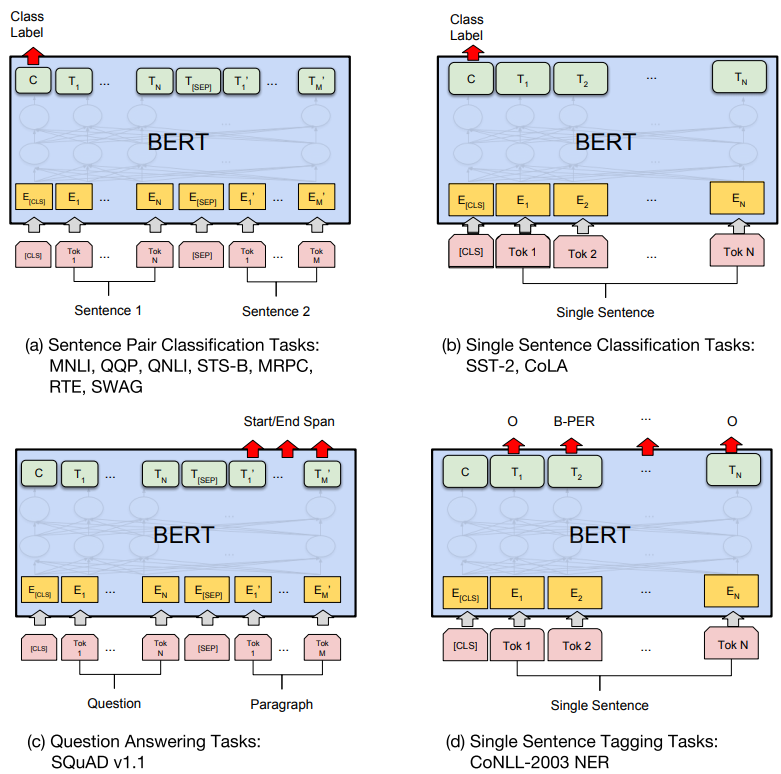 Class
Label
C T1 ... TN T[SEP] T1' ... TM'
...
BERT
...
E[CLS] E1 ... EN E[SEP] E1' ... EM'
[CLS] Tok 1 ... Tok N [SEP] Tok 1 ... Tok M
Sentence 1 Sentence 2
(a) Sentence Pair Classification Tasks:
MNLI, QQP, QNLI, STS-B, MRPC,
RTE, SWAG
Class
Label
C T1 T2 ... TN
...
BERT
...
E[CLS] E1 E2 ... EN
[CLS] Tok 1 Tok 2 ... Tok N
Single Sentence
(b) Single Sentence Classification Tasks:
SST-2, CoLA
Start/End Span
C T1 ... TN T[SEP] T1' ... TM'
...
BERT
...
E[CLS] E1 ... EN E[SEP] E1' ... EM'
[CLS] Tok 1 ... Tok N [SEP] Tok 1 ... Tok M
Question Paragraph
(c) Question Answering Tasks:
SQuAD v1.1
O B-PER ... O
C T1 T2 ... TN
...
BERT
...
E[CLS] E1 E2 ... EN
[CLS] Tok 1 Tok 2 ... Tok N
Single Sentence
(d) Single Sentence Tagging Tasks:
CoNLL-2003 NER